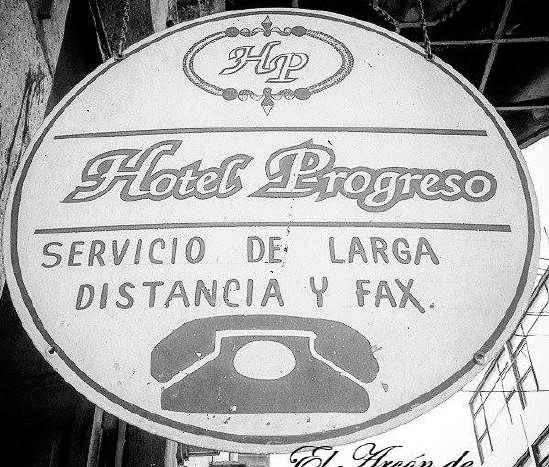 HP
Hotel Progreso
SERVICIO DE LARGA
DISTANCIA Y FAX.
El Arcón de